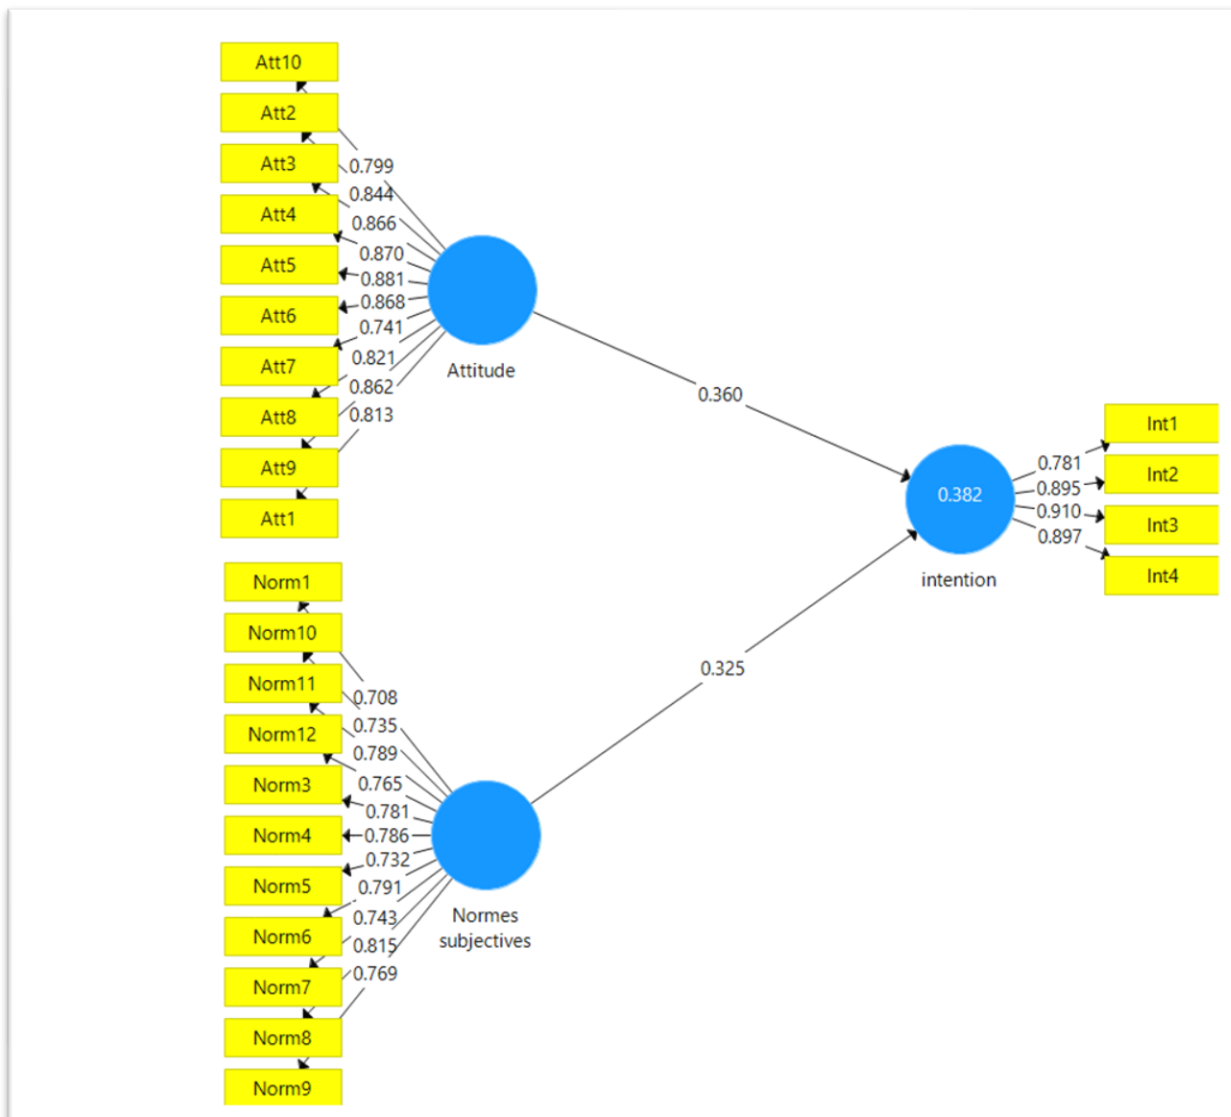 Att10
Att2
Att3
Att4
Att5
Att6
Att7
Att8
Att9
Att1
0.799
0.844
0.866
0.870
0.881
0.868
0.741
0.821
0.862
0.813
Attitude
0.360
Norm1
Norm10
Norm11
Norm12
Norm3
Norm4
Norm5
Norm6
Norm7
Norm8
Norm9
0.708
0.735
0.789
0.765
0.781
0.786
0.732
0.791
0.743
0.815
0.769
Normes
subjectives
0.325
0.382
intention
0.781
0.895
0.910
0.897
Int1
Int2
Int3
Int4